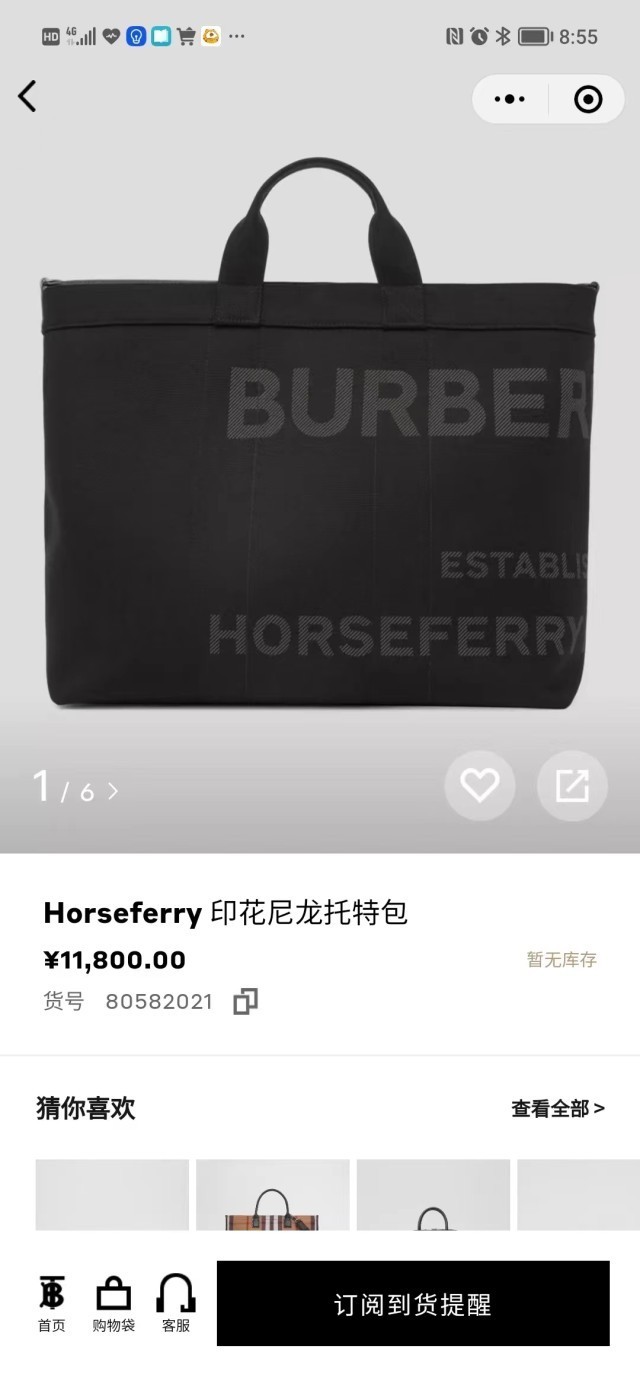 HD 4G 8:55
BURBER
ESTABLIS
HORSEFERRY
1 / 6 >
Horseferry 印花尼龙托特包
¥11,800.00
暂无库存
货号 80582021
猜你喜欢
查看全部 >
首页
购物袋
客服
订阅到货提醒